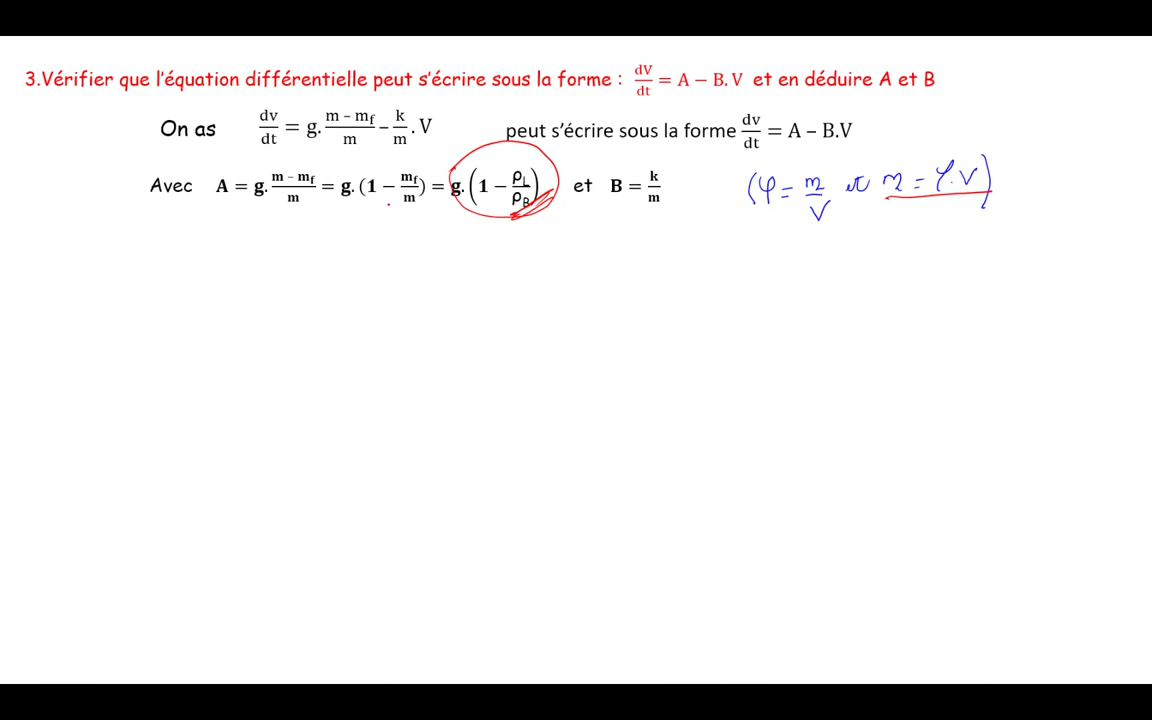 3.Vérifier que l'équation différentielle peut s'écrire sous la forme : dV/dt = A − B. V et en déduire A et B
On as dv/dt = g. (m − m_f)/m − k/m . V peut s'écrire sous la forme dv/dt = A − B.V
Avec A = g. (m − m_f)/m = g. (1 − m_f/m) = g. (1 − ρ_L/ρ_B) et B = k/m (ρ = m/V et m = ρ.V)